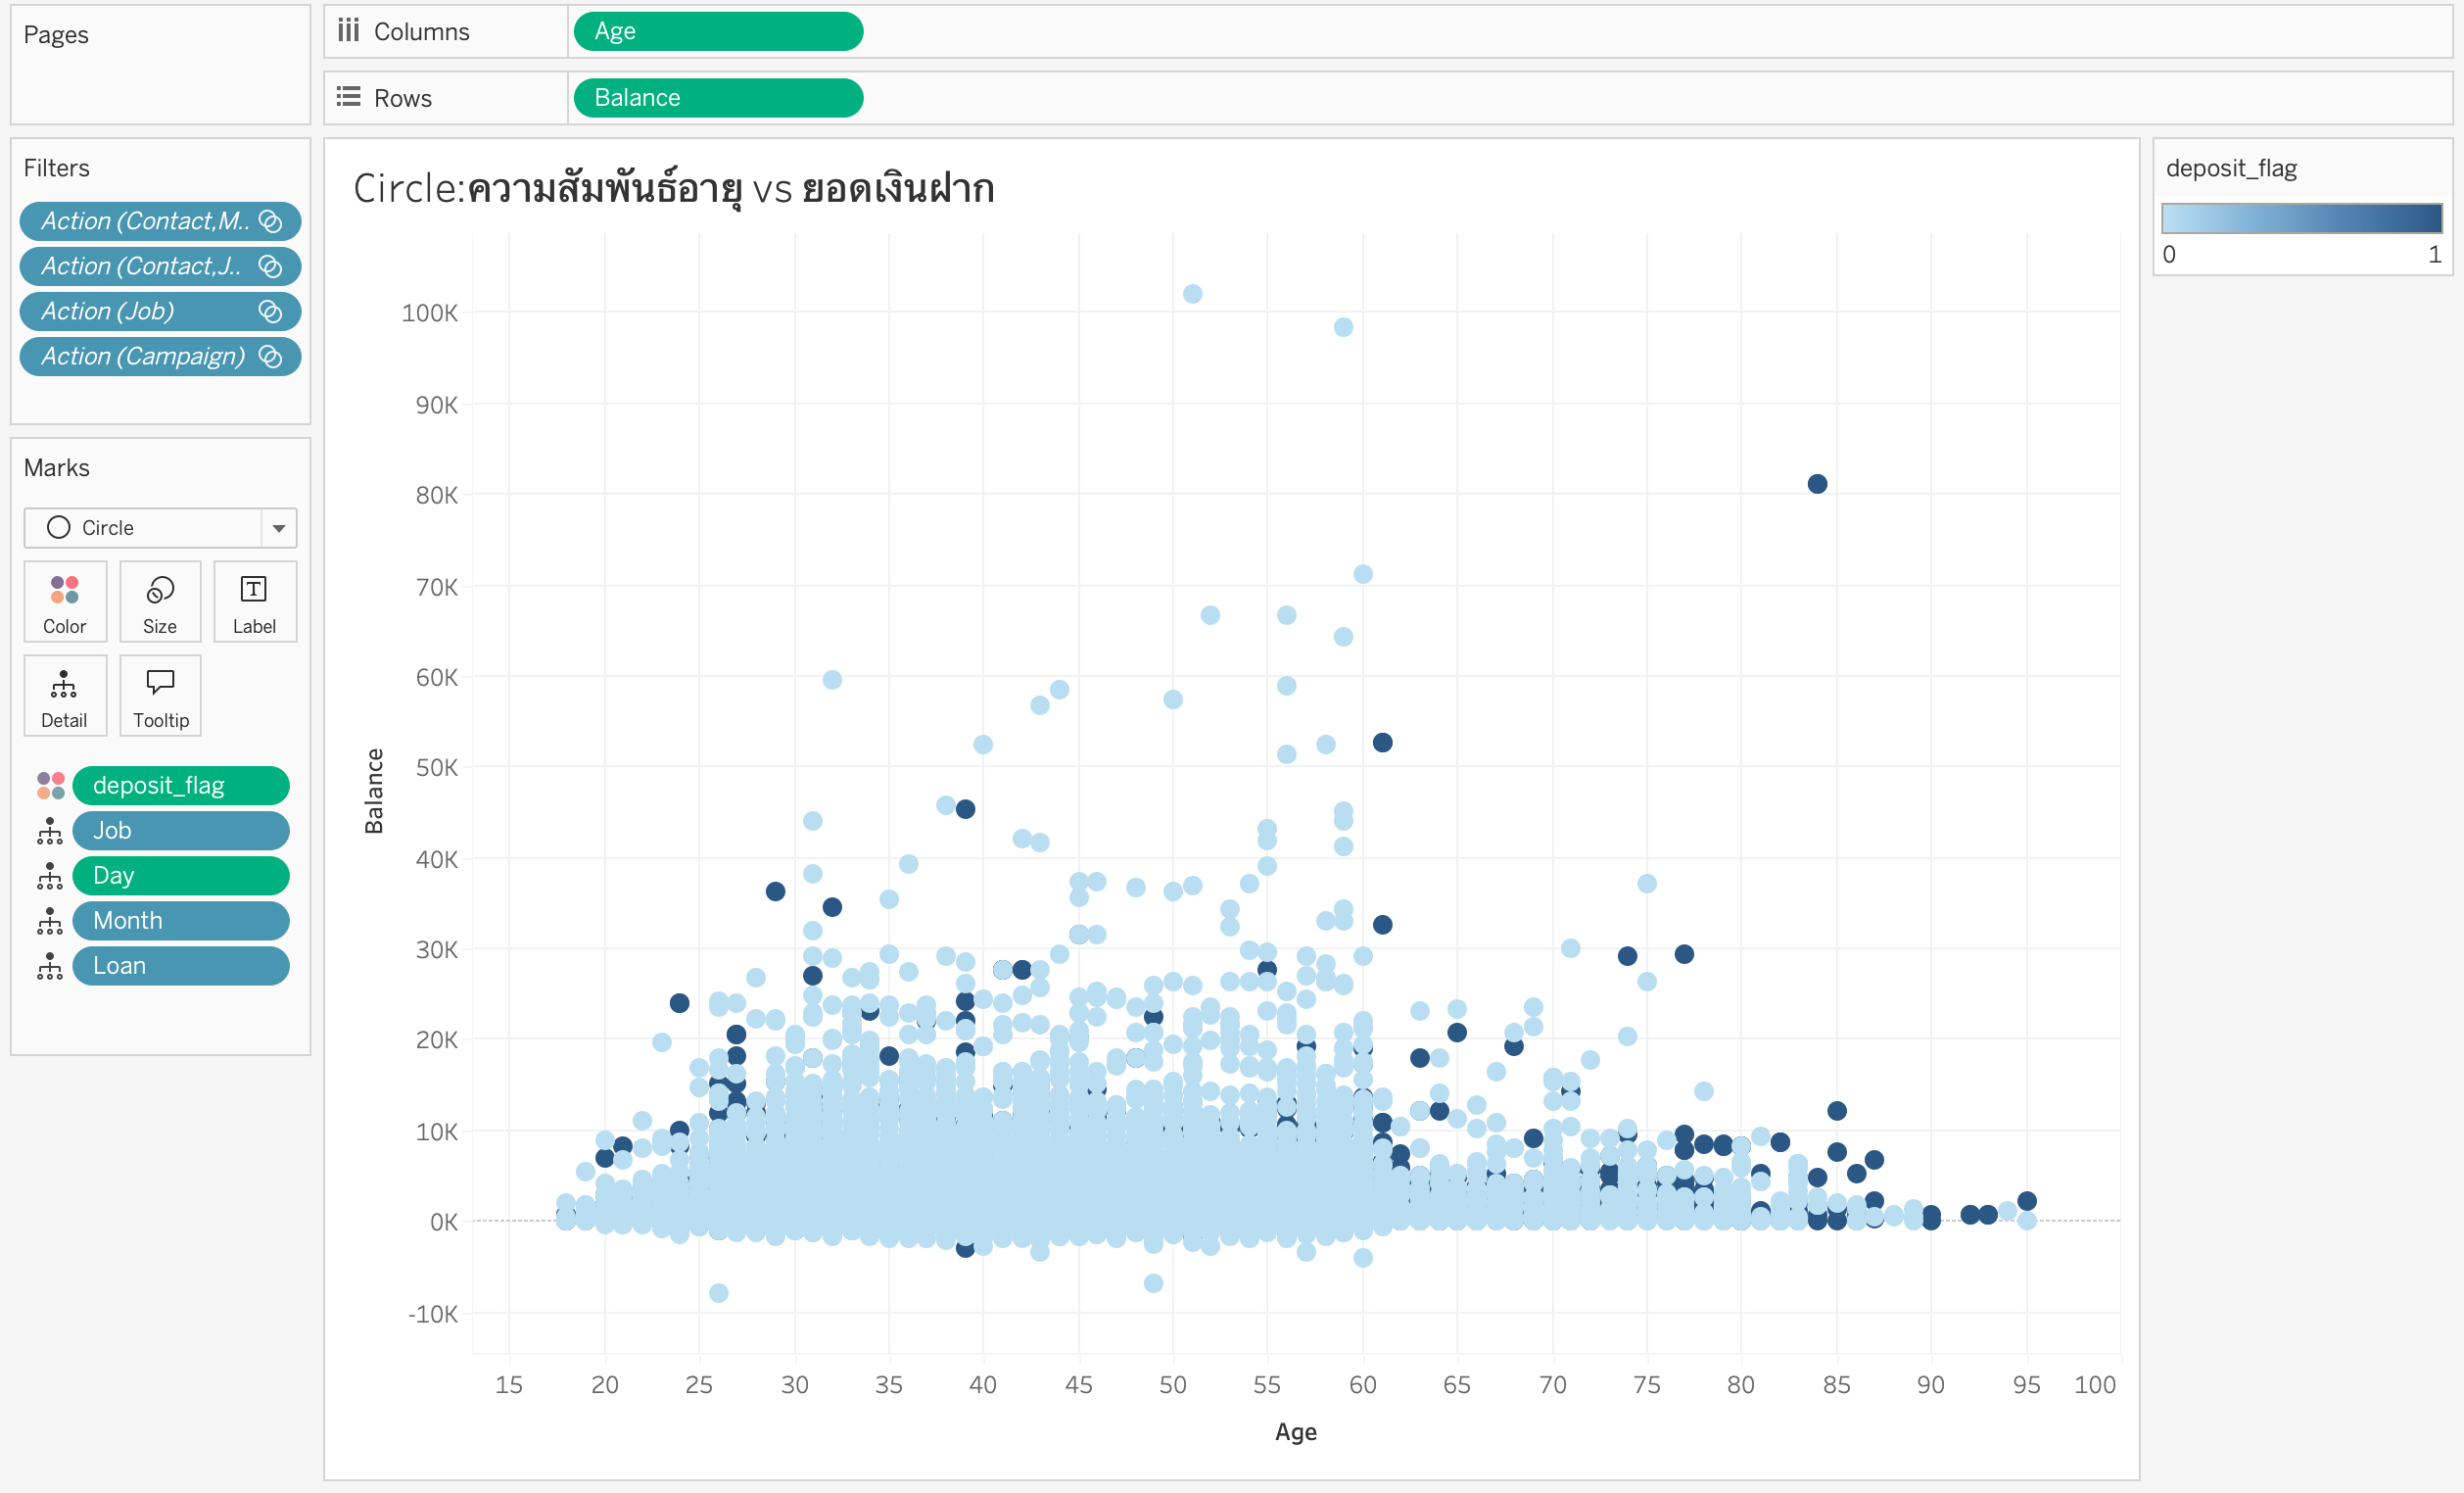 Pages
Columns
Age
Rows
Balance
Filters
Action (Contact,M..
Action (Contact,J..
Action (Job)
Action (Campaign)
Marks
Circle
Color
Size
Label
Detail
Tooltip
deposit_flag
Job
Day
Month
Loan
Circle:ความสัมพันธ์อายุ vs ยอดเงินฝาก
100K
90K
80K
70K
60K
50K
40K
30K
20K
10K
0K
-10K
Balance
15 20 25 30 35 40 45 50 55 60 65 70 75 80 85 90 95 100
Age
deposit_flag
0 1